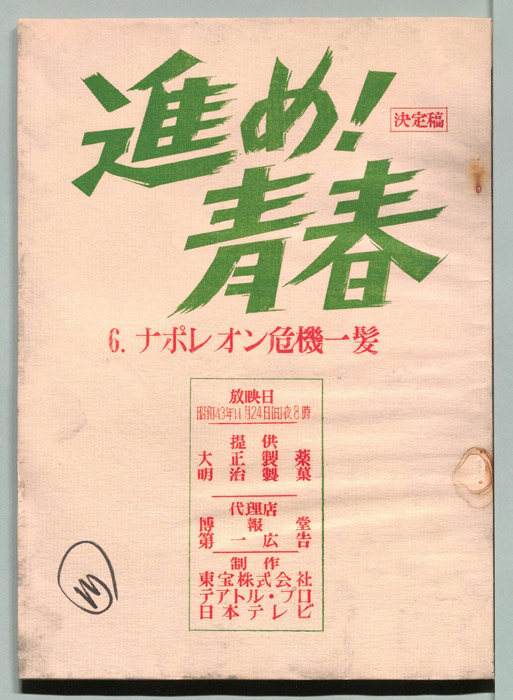 進め！
決定稿
青春
6. ナポレオン危機一髪
放映日
昭和43年11月24日(日)夜8時
提供
大正製薬
明治製菓
代理店
博報堂
第一広告
制作
東宝株式会社
テアトル・プロ
日本テレビ